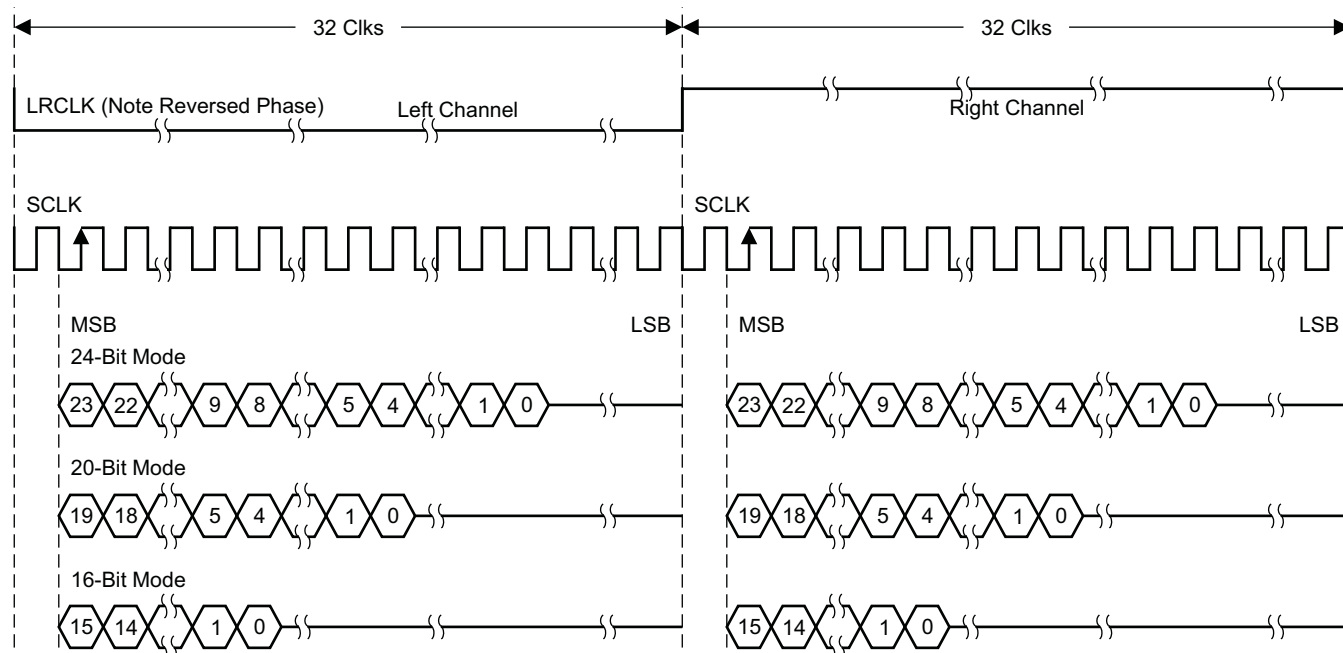 32 Clks 32 Clks
LRCLK (Note Reversed Phase) Left Channel Right Channel
SCLK SCLK
MSB LSB MSB LSB
24-Bit Mode
23 22 9 8 5 4 1 0 23 22 9 8 5 4 1 0
20-Bit Mode
19 18 5 4 1 0 19 18 5 4 1 0
16-Bit Mode
15 14 1 0 15 14 1 0